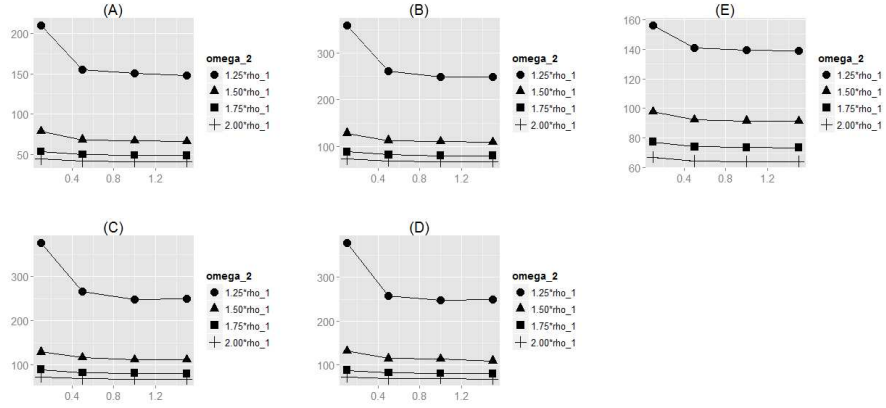 (A)
200
150
100
50
0.4 0.8 1.2
omega_2
1.25*rho_1
1.50*rho_1
1.75*rho_1
2.00*rho_1
(B)
300
200
100
0.4 0.8 1.2
omega_2
1.25*rho_1
1.50*rho_1
1.75*rho_1
2.00*rho_1
(E)
160
140
120
100
80
60
0.4 0.8 1.2
omega_2
1.25*rho_1
1.50*rho_1
1.75*rho_1
2.00*rho_1
(C)
300
200
100
0.4 0.8 1.2
omega_2
1.25*rho_1
1.50*rho_1
1.75*rho_1
2.00*rho_1
(D)
300
200
100
0.4 0.8 1.2
omega_2
1.25*rho_1
1.50*rho_1
1.75*rho_1
2.00*rho_1